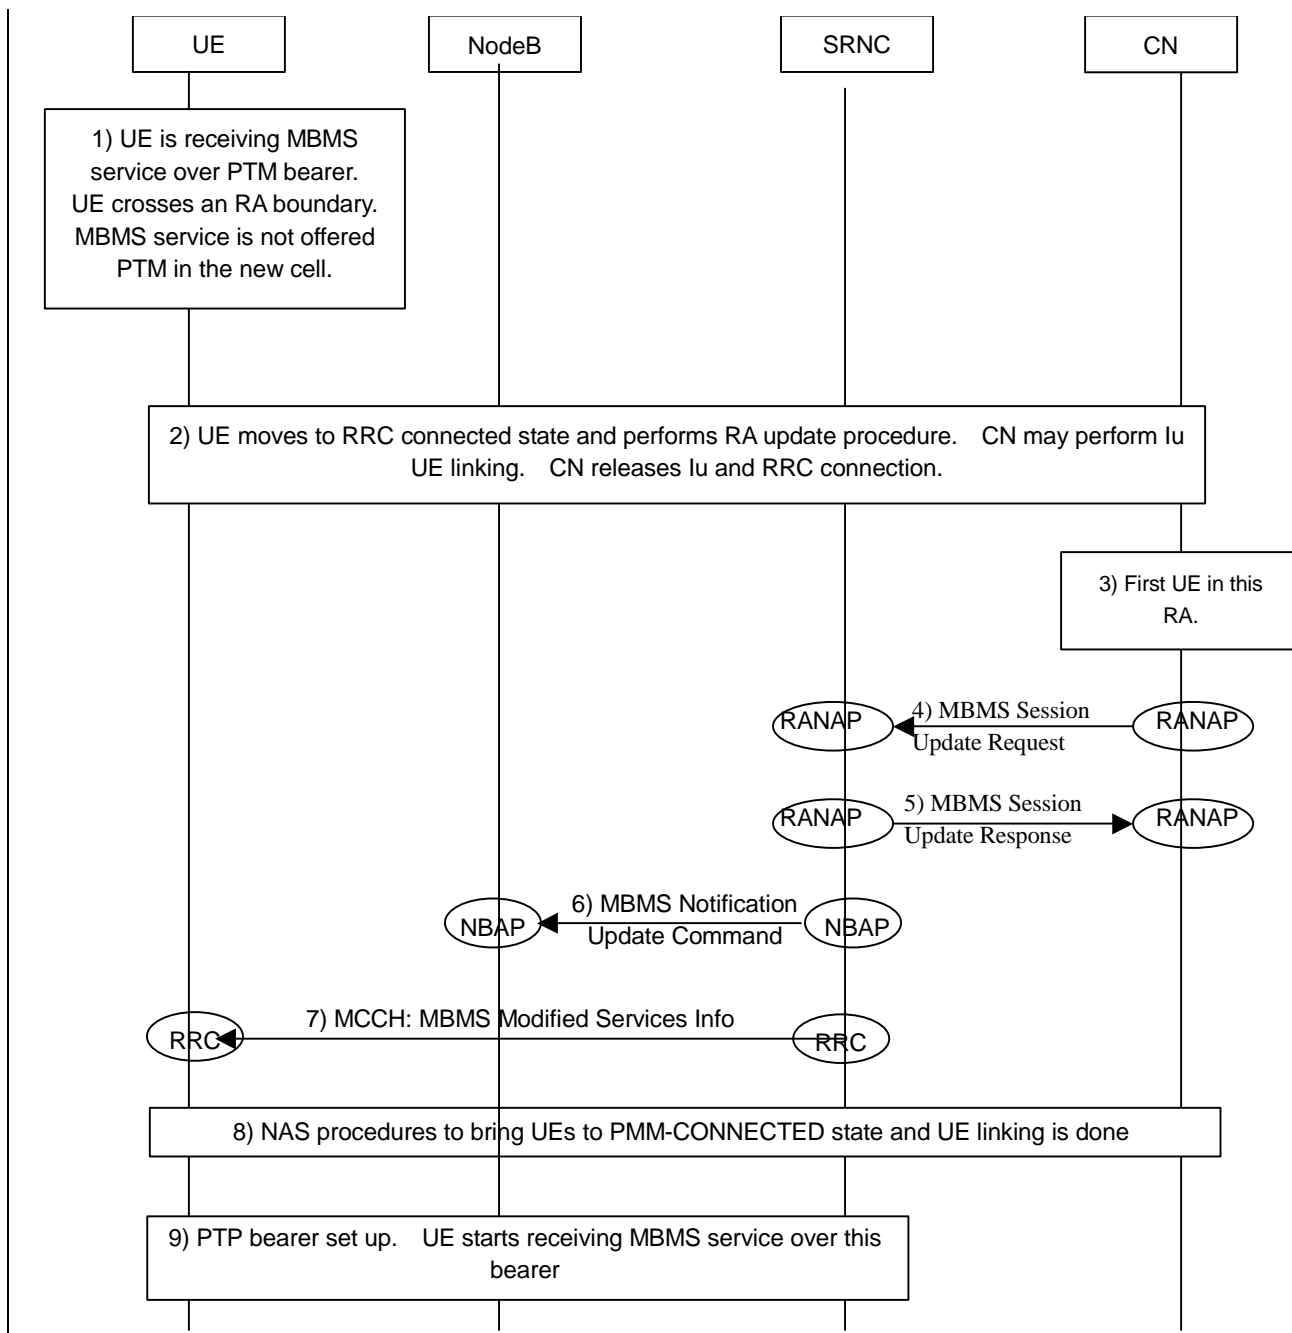 UE
NodeB
SRNC
CN
1) UE is receiving MBMS
service over PTM bearer.
UE crosses an RA boundary.
MBMS service is not offered
PTM in the new cell.
2) UE moves to RRC connected state and performs RA update procedure. CN may perform Iu
UE linking. CN releases Iu and RRC connection.
3) First UE in this
RA.
RANAP
4) MBMS Session
Update Request
RANAP
RANAP
5) MBMS Session
Update Response
RANAP
NBAP
6) MBMS Notification
Update Command
NBAP
RRC
7) MCCH: MBMS Modified Services Info
RRC
8) NAS procedures to bring UEs to PMM-CONNECTED state and UE linking is done
9) PTP bearer set up. UE starts receiving MBMS service over this
bearer